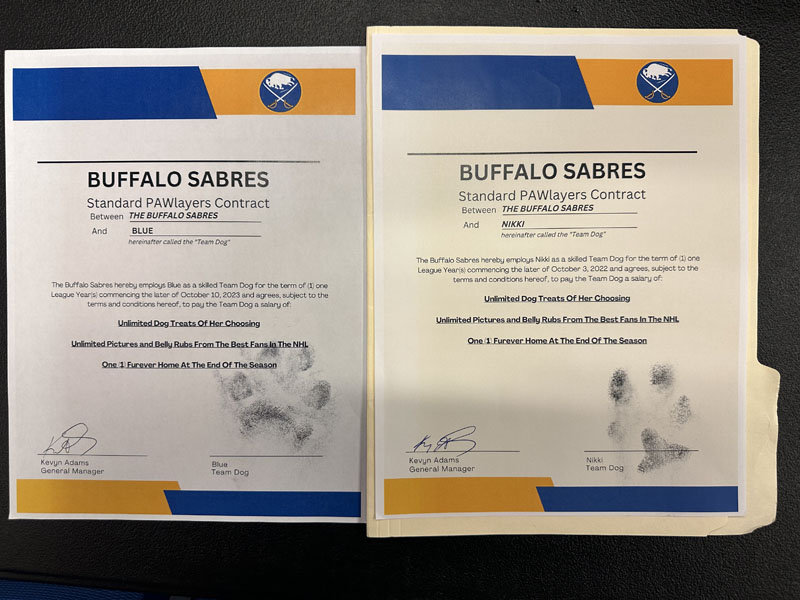 BUFFALO SABRES
Standard PAWlayers Contract
Between THE BUFFALO SABRES
And BLUE
hereinafter called the "Team Dog"
The Buffalo Sabres hereby employs Blue as a skilled Team Dog for the term of (1) one
League Year(s) commencing the later of October 10, 2023 and agrees, subject to the
terms and conditions hereof, to pay the Team Dog a salary of:
Unlimited Dog Treats Of Her Choosing
Unlimited Pictures and Belly Rubs From The Best Fans In The NHL
One (1) Furever Home At The End Of The Season
Kevyn Adams
General Manager
Blue
Team Dog
BUFFALO SABRES
Standard PAWlayers Contract
Between THE BUFFALO SABRES
And NIKKI
hereinafter called the "Team Dog"
The Buffalo Sabres hereby employs Nikki as a skilled Team Dog for the term of (1) one
League Year(s) commencing the later of October 3, 2022 and agrees, subject to the
terms and conditions hereof, to pay the Team Dog a salary of:
Unlimited Dog Treats Of Her Choosing
Unlimited Pictures and Belly Rubs From The Best Fans In The NHL
One (1) Furever Home At The End Of The Season
Kevyn Adams
General Manager
Nikki
Team Dog